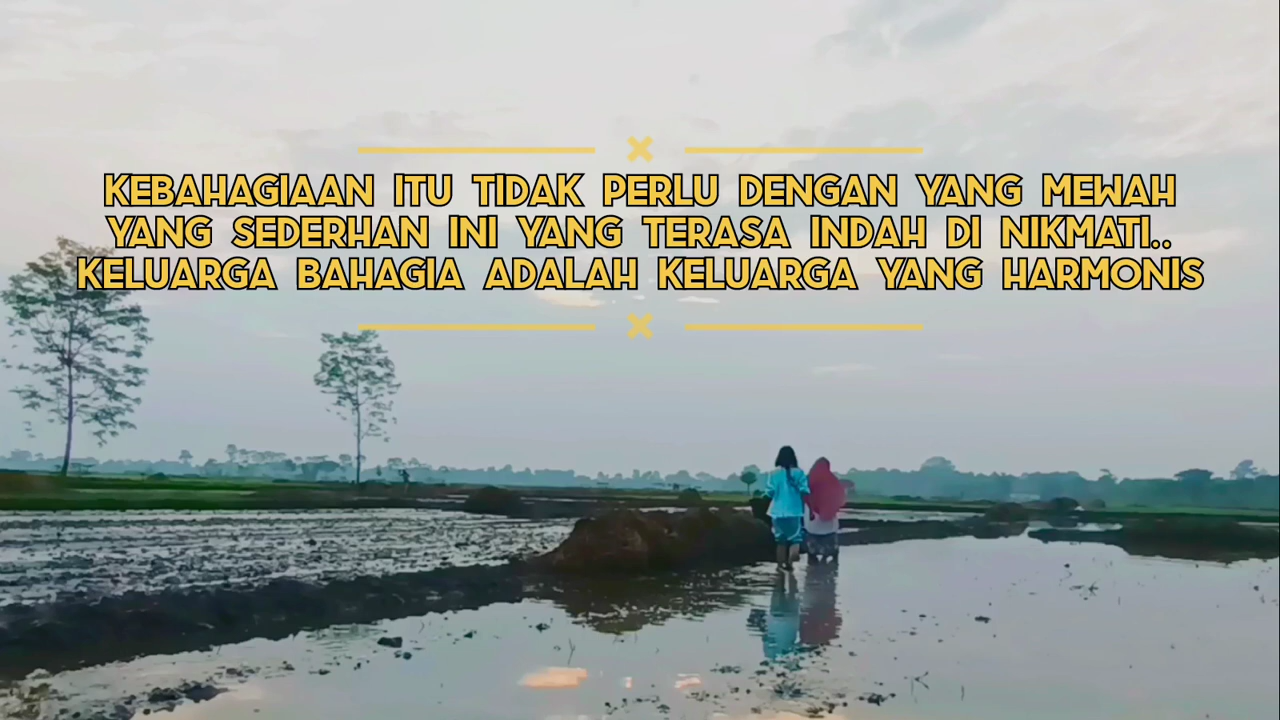 KEBAHAGIAAN ITU TIDAK PERLU DENGAN YANG MEWAH
YANG SEDERHAN INI YANG TERASA INDAH DI NIKMATI..
KELUARGA BAHAGIA ADALAH KELUARGA YANG HARMONIS